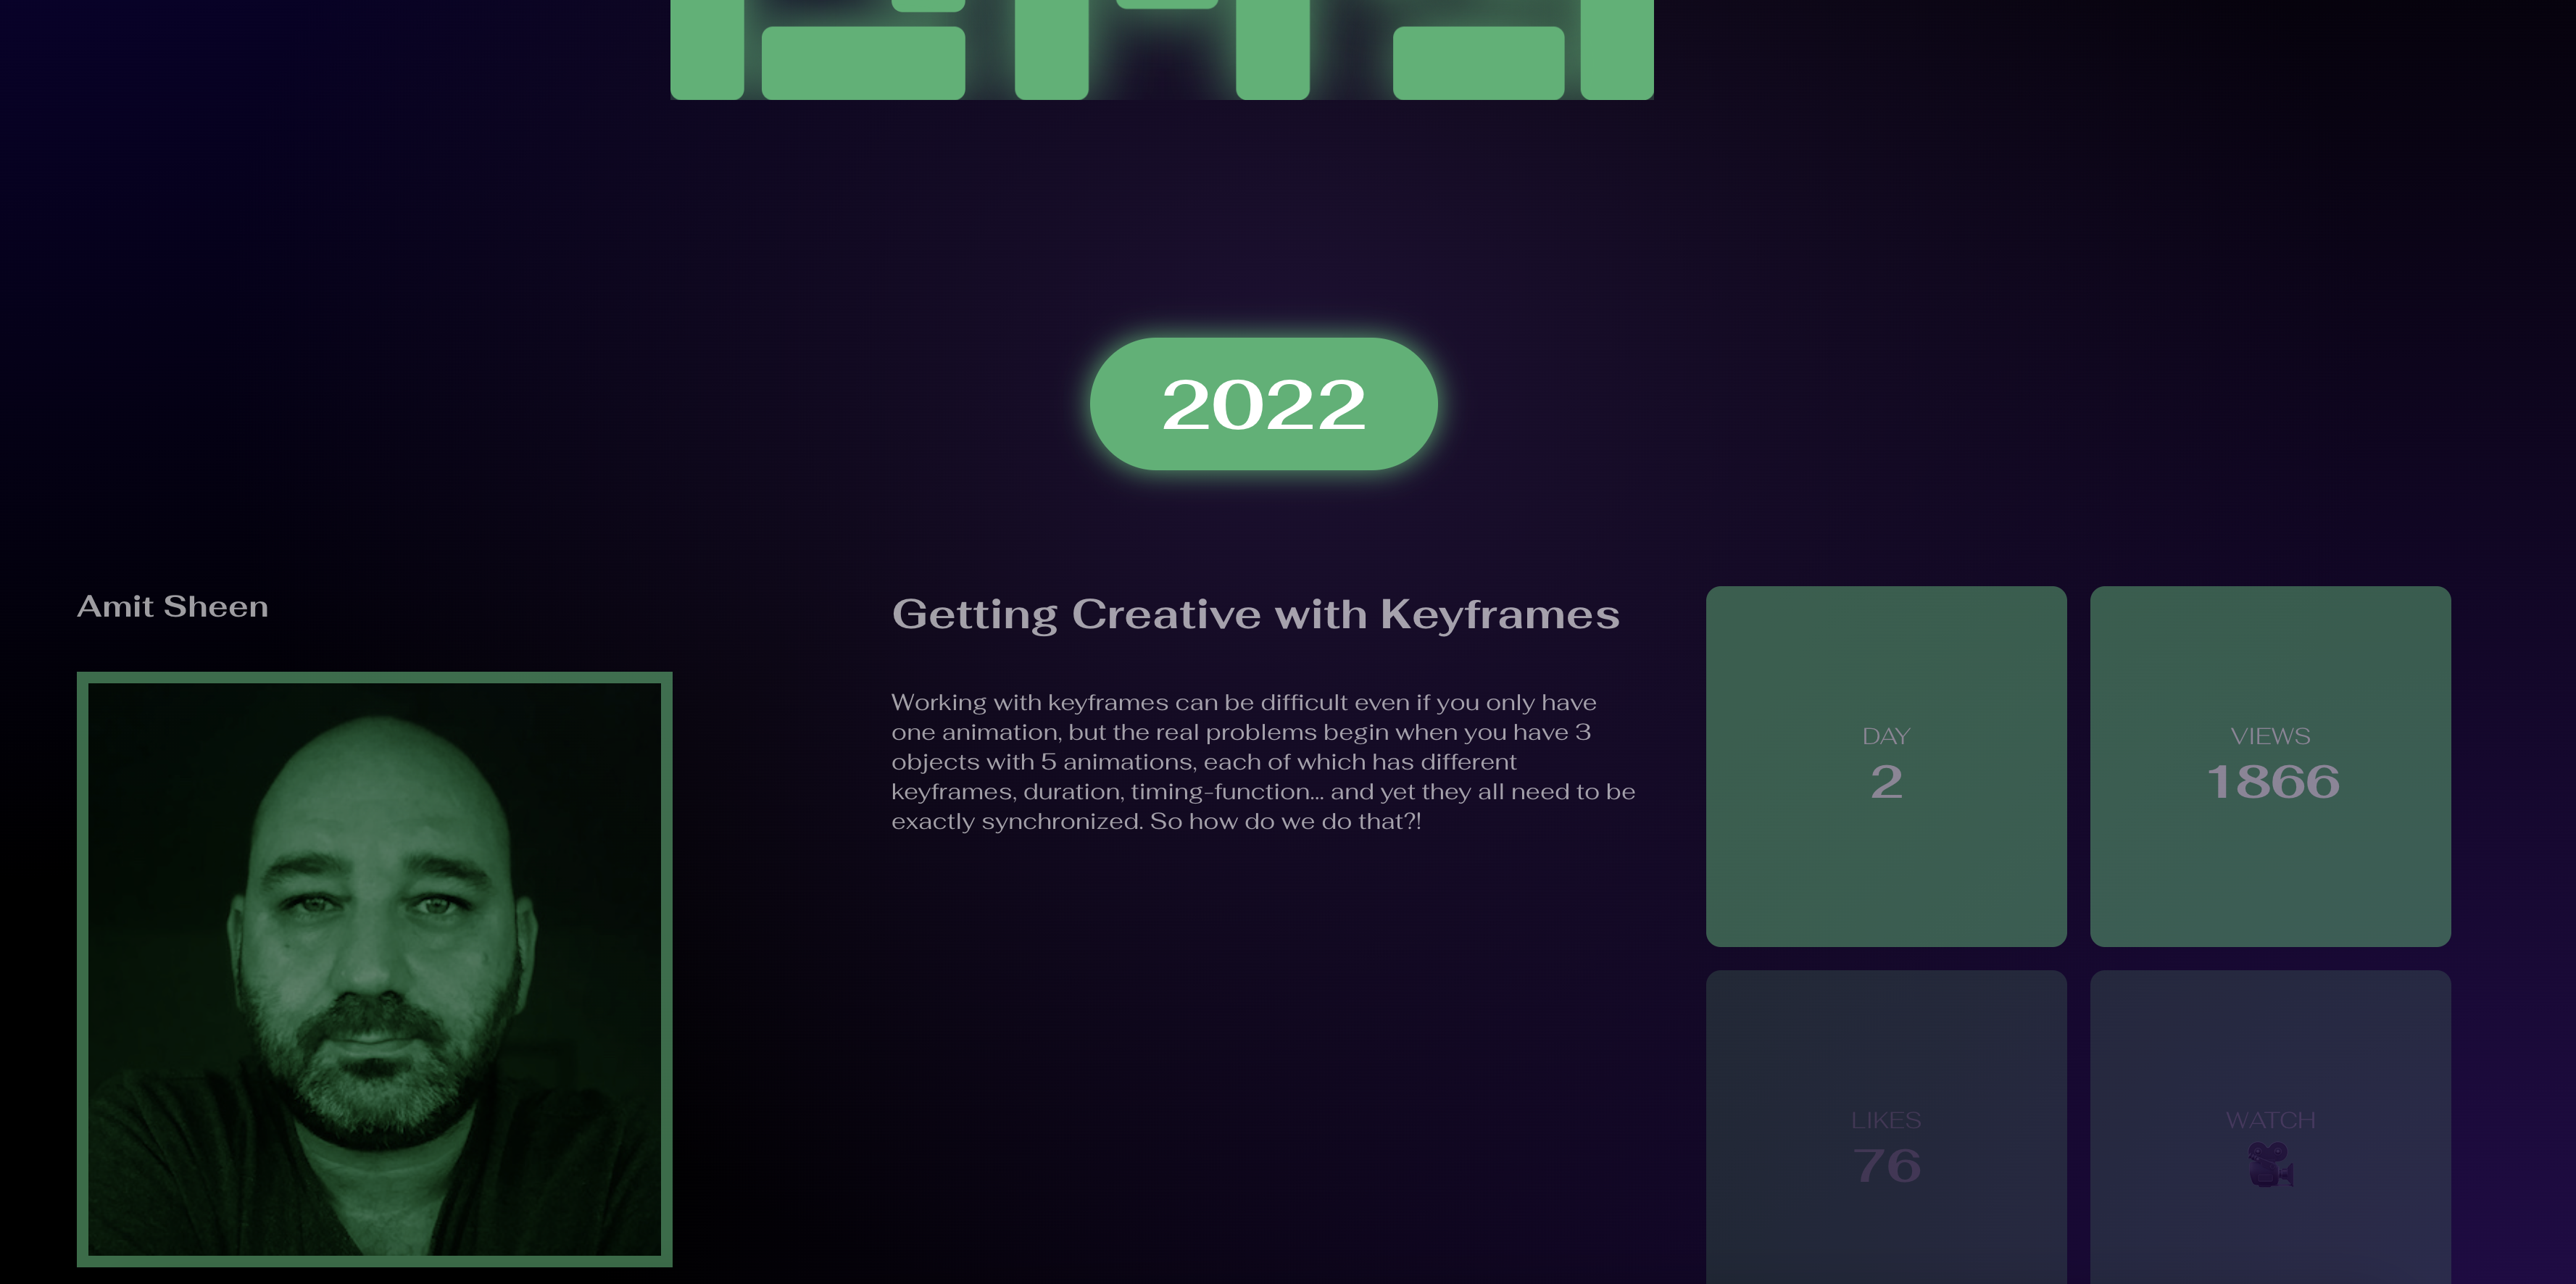 2022
Amit Sheen
Getting Creative with Keyframes
Working with keyframes can be difficult even if you only have
one animation, but the real problems begin when you have 3
objects with 5 animations, each of which has different
keyframes, duration, timing-function... and yet they all need to be
exactly synchronized. So how do we do that?!
DAY
2
VIEWS
1866
LIKES
76
WATCH